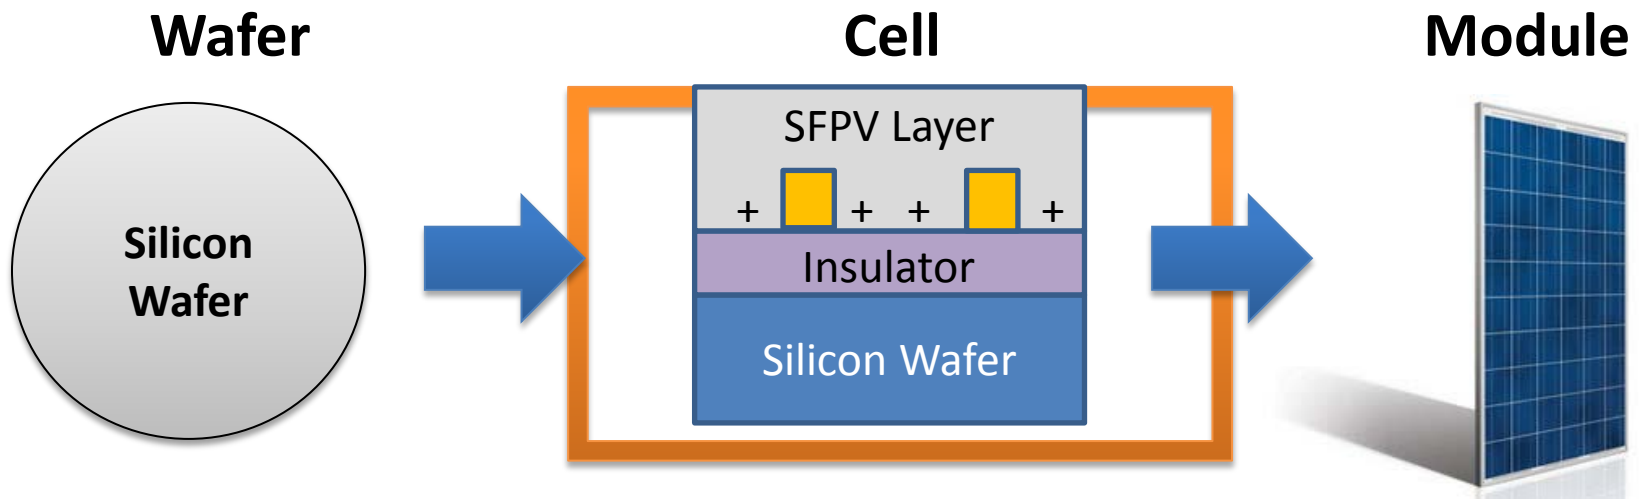 Wafer
Cell
Module
Silicon
Wafer
SFPV Layer
+ + + +
Insulator
Silicon Wafer